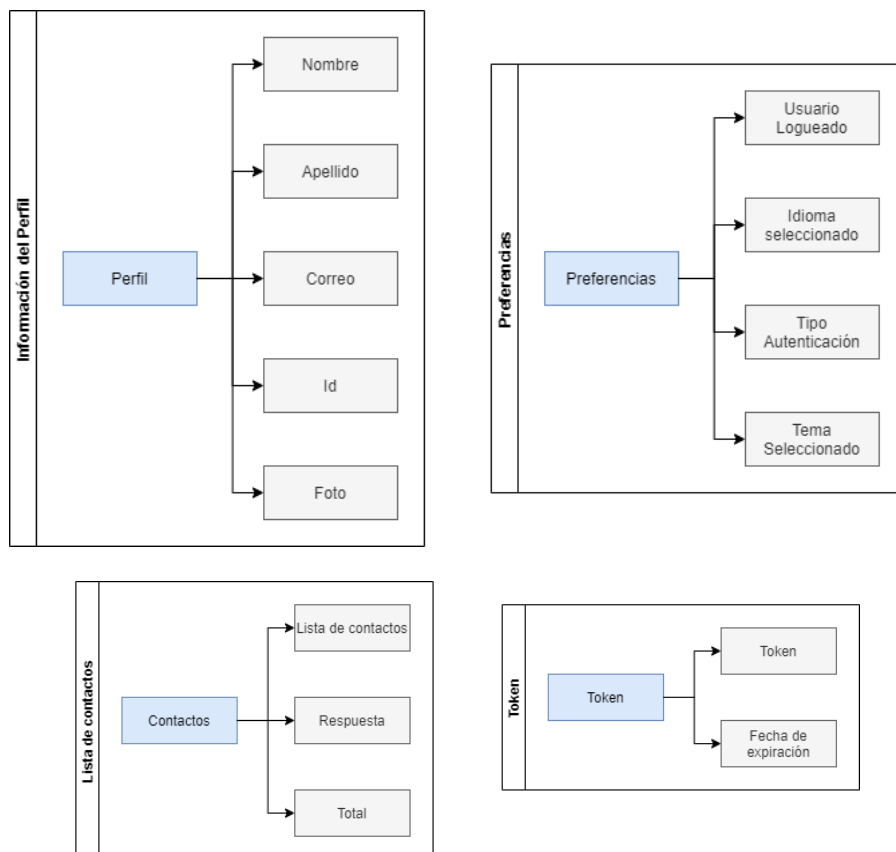 Información del Perfil
Perfil
Nombre
Apellido
Correo
Id
Foto
Preferencias
Preferencias
Usuario
Logueado
Idioma
seleccionado
Tipo
Autenticación
Tema
Seleccionado
Lista de contactos
Contactos
Lista de contactos
Respuesta
Total
Token
Token
Token
Fecha de
expiración